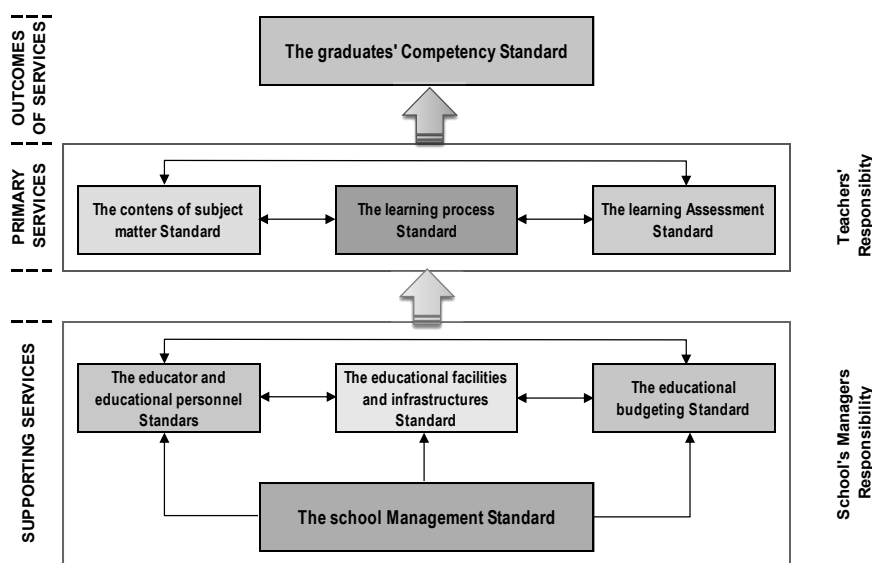 OUTCOMES
OF SERVICES
The graduates' Competency Standard
PRIMARY
SERVICES
The contens of subject
matter Standard
The learning process
Standard
The learning Assessment
Standard
Teachers'
Responsibity
SUPPORTING SERVICES
The educator and
educational personnel
Standars
The educational facilities
and infrastructures
Standard
The educational
budgeting Standard
The school Management Standard
School's Managers
Responsibility